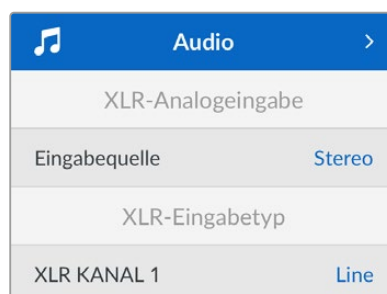 Audio
XLR-Analogeingabe
Eingabequelle Stereo
XLR-Eingabetyp
XLR KANAL 1 Line